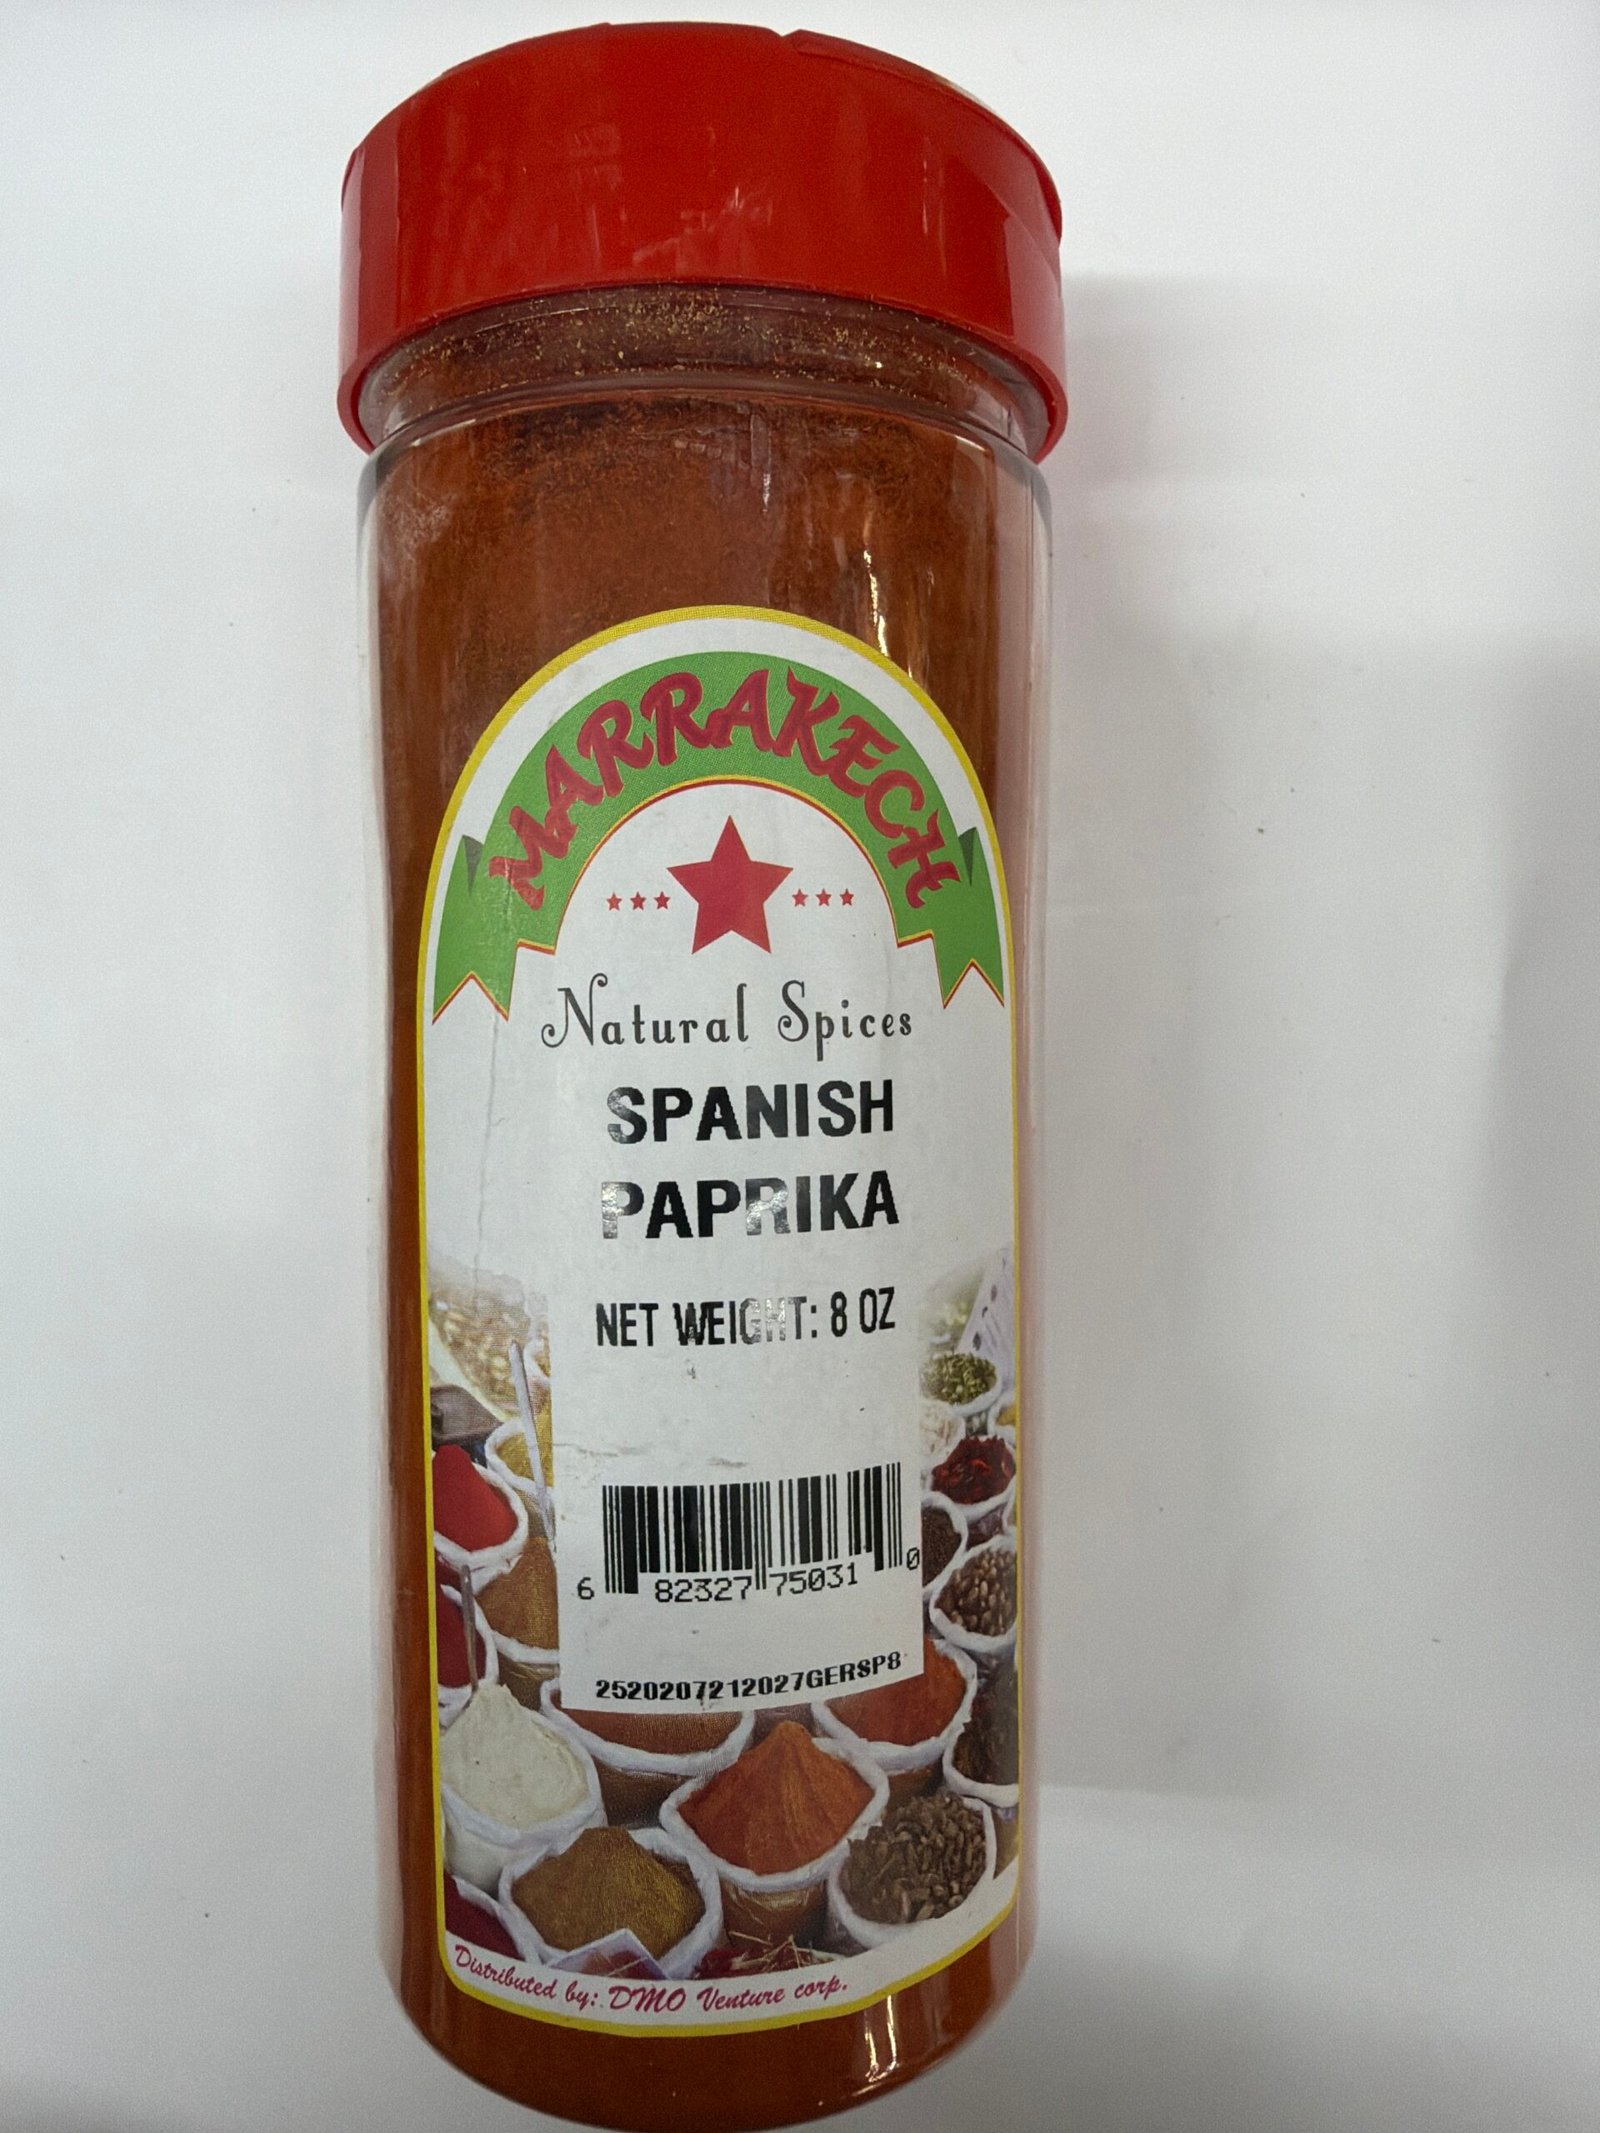 MARRAKECH
Natural Spices
SPANISH
PAPRIKA
NET WEIGHT: 8 OZ
6 82327 75031 0
2520207212027GERSP8
Distributed by: DMO Venture corp.